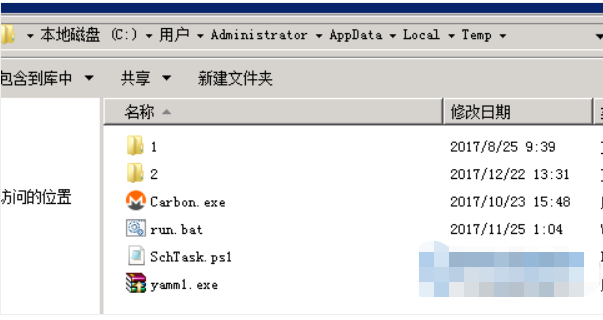 本地磁盘 (C:) 用户 Administrator AppData Local Temp
包含到库中 共享 新建文件夹
名称 修改日期
1 2017/8/25 9:39
2 2017/12/22 13:31
访问的位置
Carbon.exe 2017/10/23 15:48
run.bat 2017/11/25 1:04
SchTask.ps1
yamm1.exe